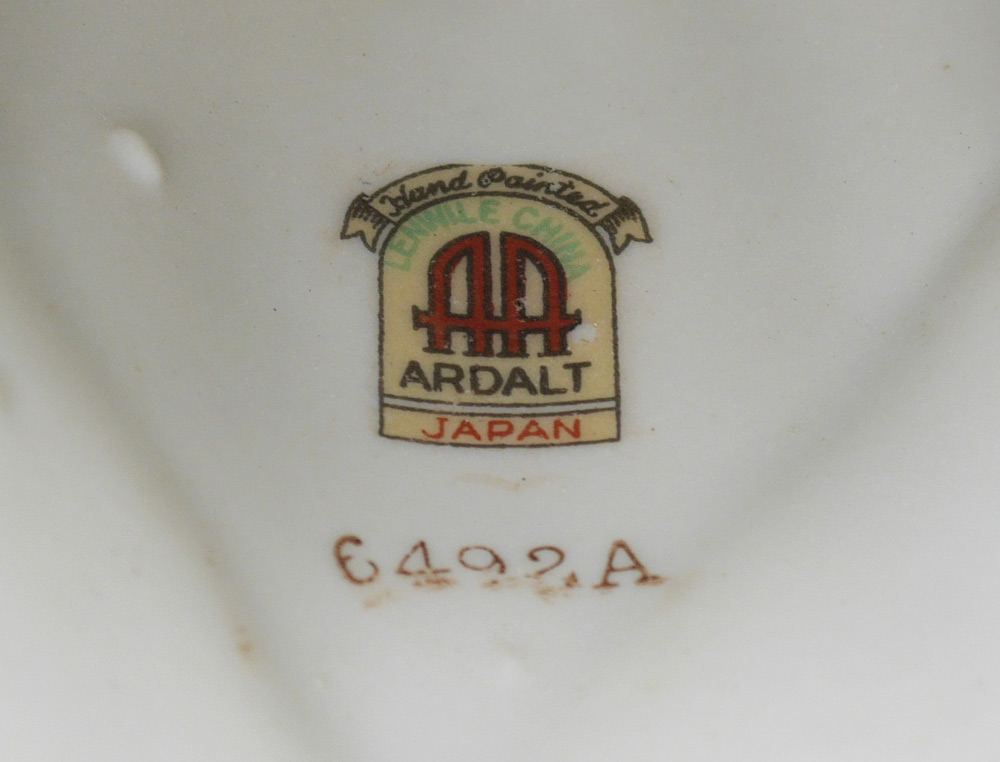 Hand Painted
LENWILE CHINA
AA
ARDALT
JAPAN
6492A